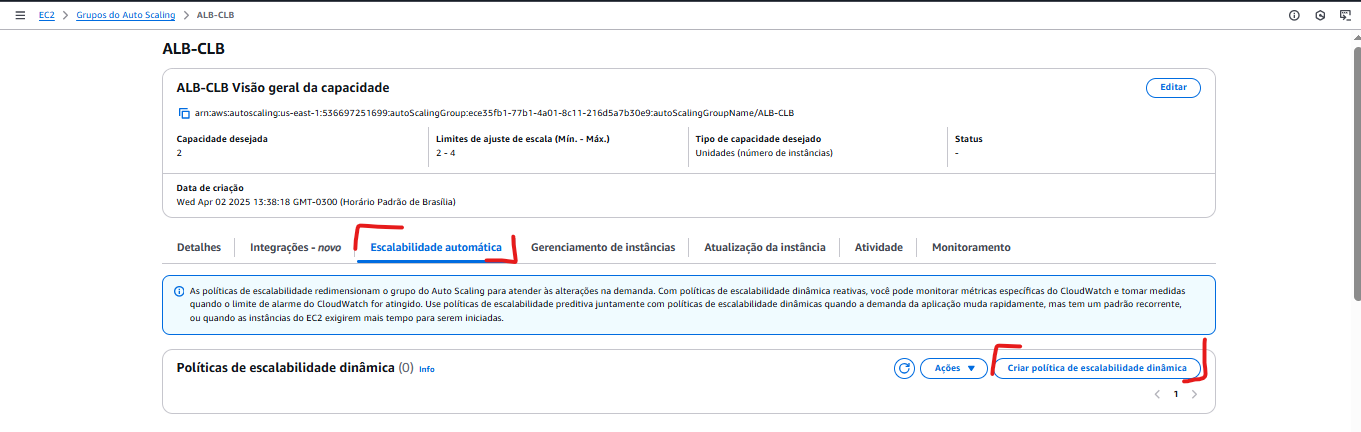 EC2 > Grupos do Auto Scaling > ALB-CLB
ALB-CLB
ALB-CLB Visão geral da capacidade
Editar
arn:aws:autoscaling:us-east-1:536697251699:autoScalingGroup:ece35fb1-77b1-4a01-8c11-216d5a7b30e9:autoScalingGroupName/ALB-CLB
Capacidade desejada
2
Limites de ajuste de escala (Mín. - Máx.)
2 - 4
Tipo de capacidade desejado
Unidades (número de instâncias)
Status
-
Data de criação
Wed Apr 02 2025 13:38:18 GMT-0300 (Horário Padrão de Brasília)
Detalhes
Integrações - novo
Escalabilidade automática
Gerenciamento de instâncias
Atualização da instância
Atividade
Monitoramento
As políticas de escalabilidade redimensionam o grupo do Auto Scaling para atender às alterações na demanda. Com políticas de escalabilidade dinâmica reativas, você pode monitorar métricas específicas do CloudWatch e tomar medidas
quando o limite de alarme do CloudWatch for atingido. Use políticas de escalabilidade preditiva juntamente com políticas de escalabilidade dinâmicas quando a demanda da aplicação muda rapidamente, mas tem um padrão recorrente,
ou quando as instâncias do EC2 exigirem mais tempo para serem iniciadas.
Políticas de escalabilidade dinâmica (0) Info
Ações
Criar política de escalabilidade dinâmica
< 1 >